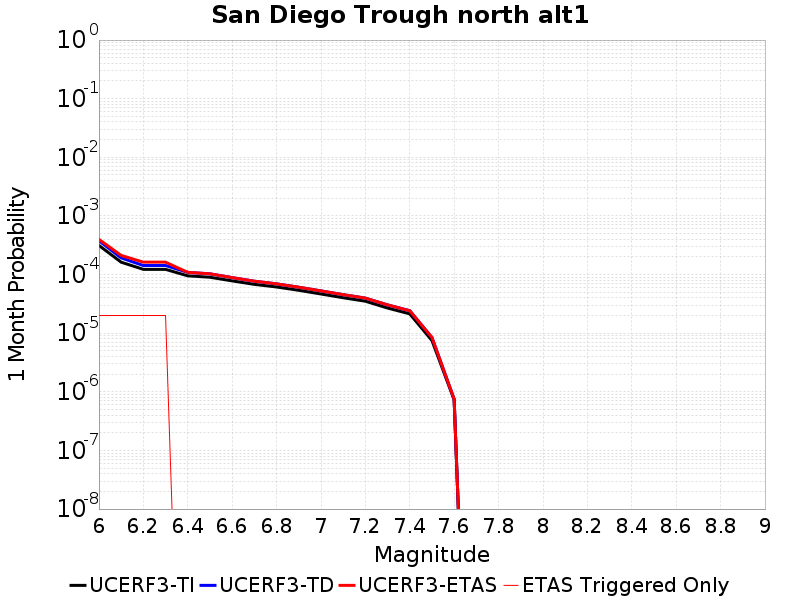 San Diego Trough north alt1
10^0
10^-1
10^-2
10^-3
10^-4
10^-5
10^-6
10^-7
10^-8
1 Month Probability
6 6.2 6.4 6.6 6.8 7 7.2 7.4 7.6 7.8 8 8.2 8.4 8.6 8.8 9
Magnitude
UCERF3-TI UCERF3-TD UCERF3-ETAS ETAS Triggered Only